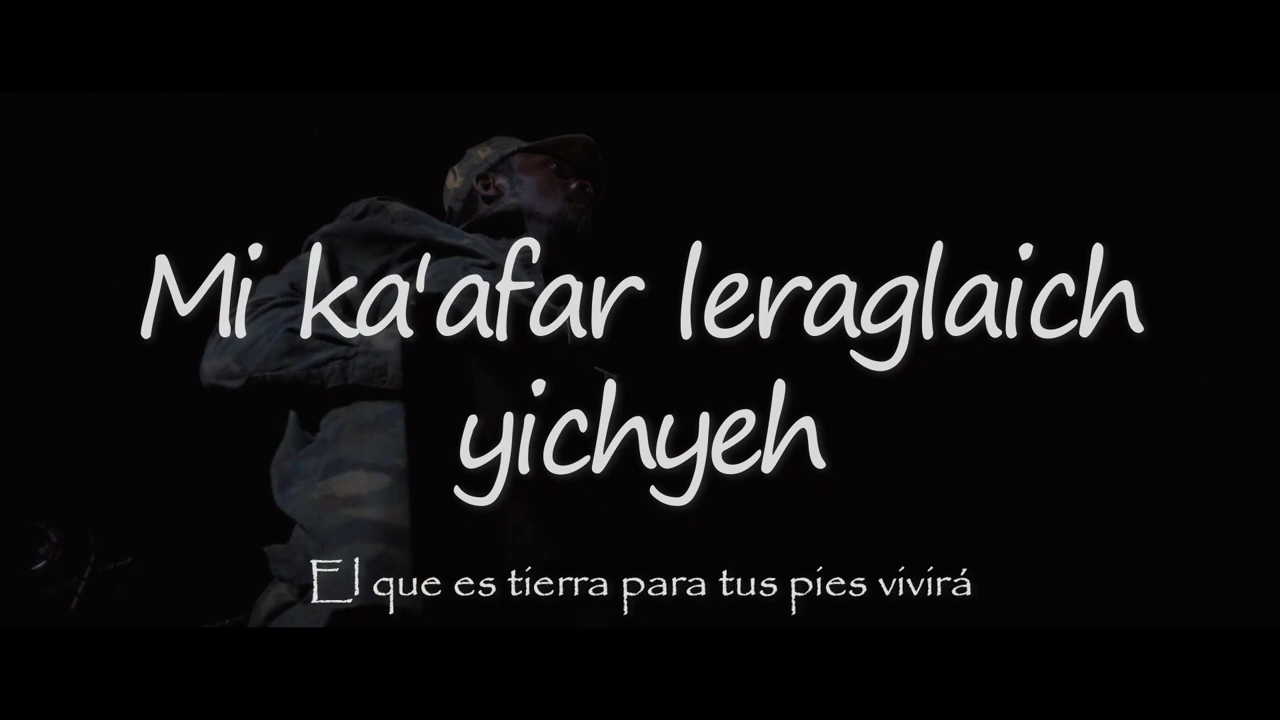 Mi ka'afar leraglaich
yichyeh
El que es tierra para tus pies vivirá